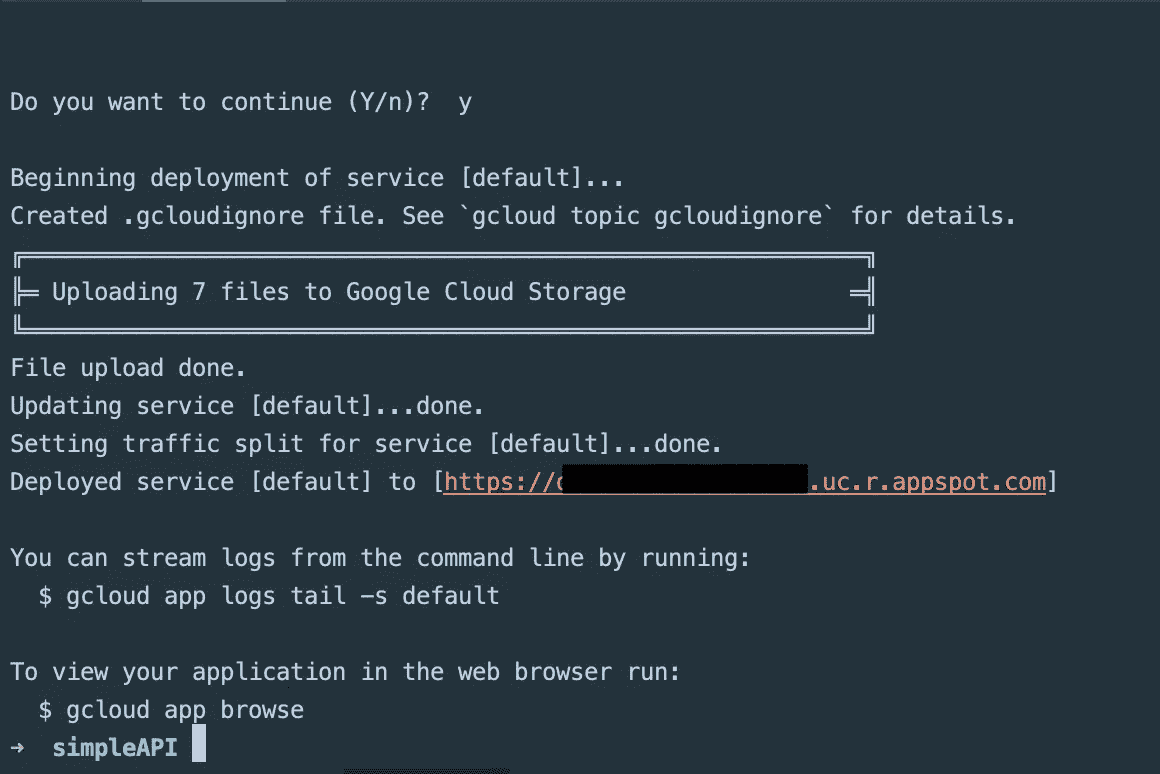 Do you want to continue (Y/n)?  y
Beginning deployment of service [default]...
Created .gcloudignore file. See `gcloud topic gcloudignore` for details.
Uploading 7 files to Google Cloud Storage
File upload done.
Updating service [default]...done.
Setting traffic split for service [default]...done.
Deployed service [default] to [https:// .uc.r.appspot.com]
You can stream logs from the command line by running:
$ gcloud app logs tail -s default
To view your application in the web browser run:
$ gcloud app browse
→ simpleAPI